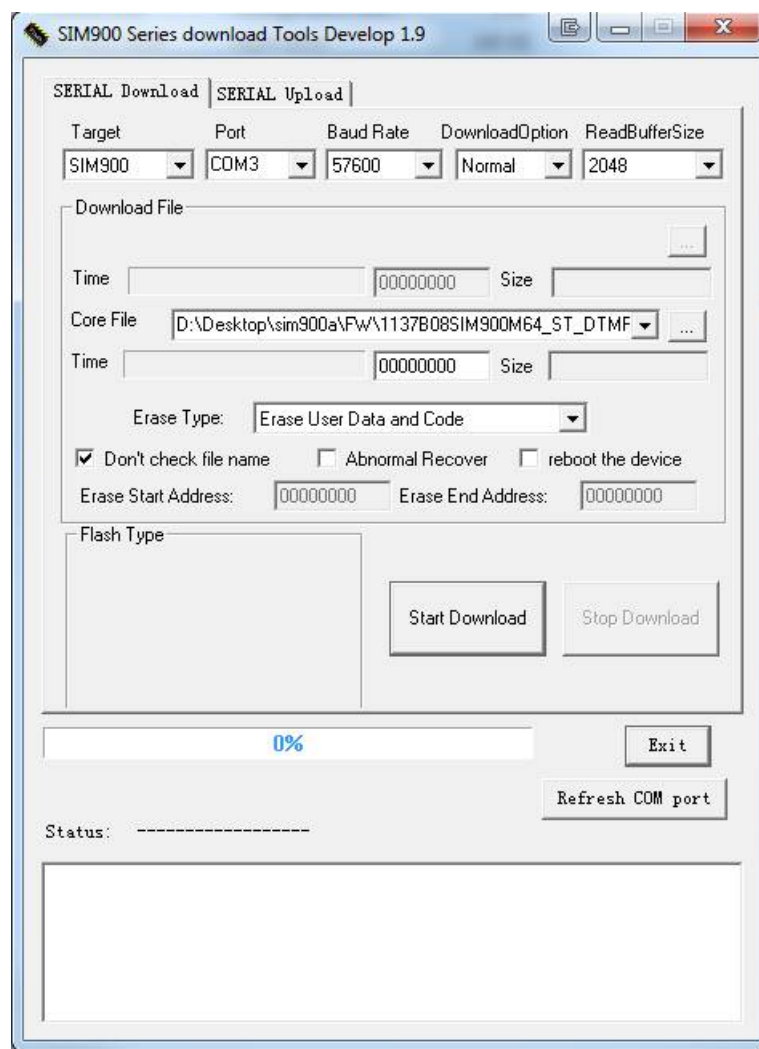 SIM900 Series download Tools Develop 1.9
SERIAL Download SERIAL Upload
Target Port Baud Rate DownloadOption ReadBufferSize
SIM900 COM3 57600 Normal 2048
Download File
...
Time 00000000 Size
Core File D:\Desktop\sim900a\FW\1137B08SIM900M64_ST_DTMF ...
Time 00000000 Size
Erase Type: Erase User Data and Code
Don't check file name Abnormal Recover reboot the device
Erase Start Address: 00000000 Erase End Address: 00000000
Flash Type
Start Download Stop Download
0% Exit
Refresh COM port
Status: ------------------